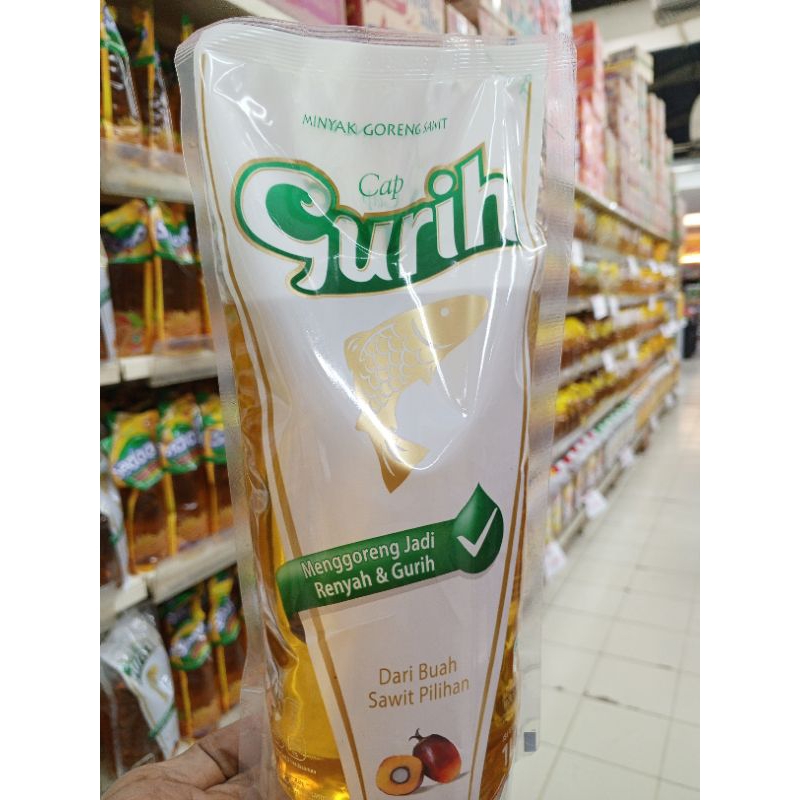 MINYAK GORENG SAWIT
Cap
Gurih
Menggoreng Jadi
Renyah & Gurih
Dari Buah
Sawit Pilihan